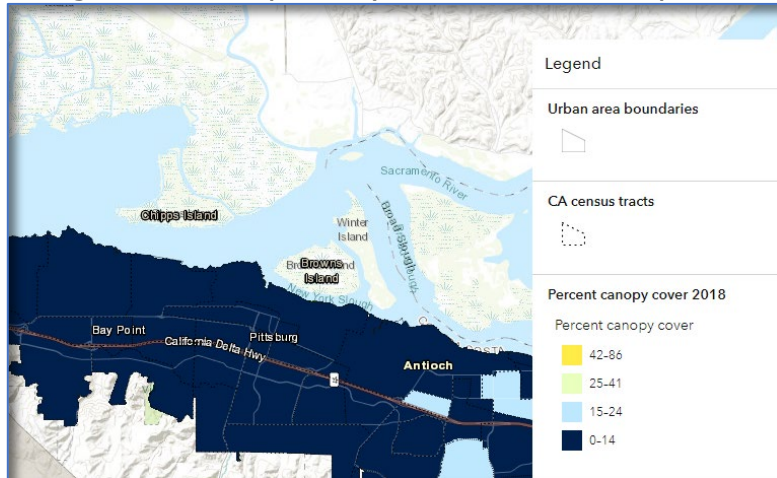 Legend
Urban area boundaries
CA census tracts
Percent canopy cover 2018
Percent canopy cover
42-86
25-41
15-24
0-14
Sacramento River
Chipps Island
Winter
Island
Broad Slough
Browns
Island
New York Slough
Bay Point
California Delta Hwy
Pittsburg
Antioch